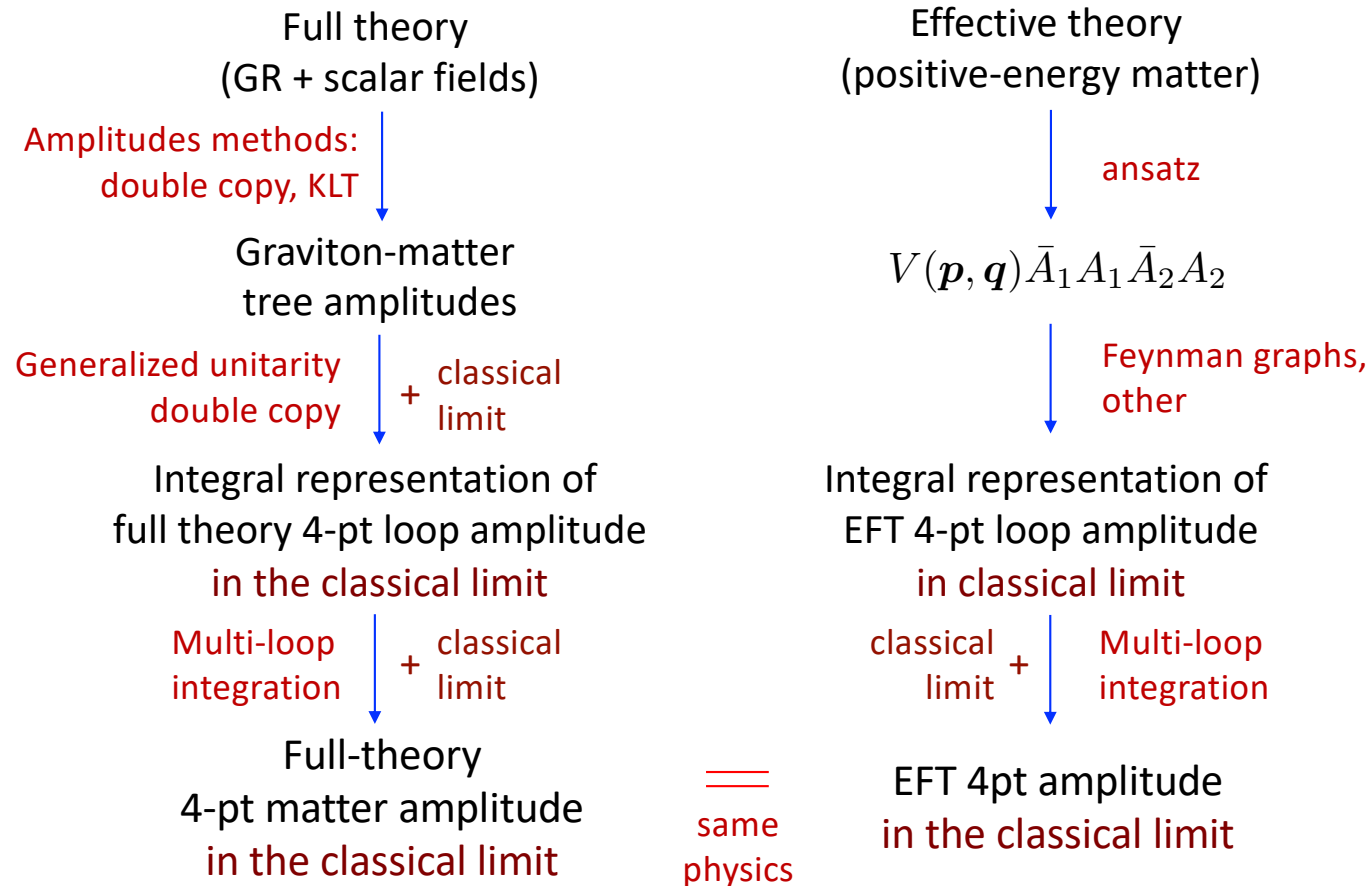 Full theory
(GR + scalar fields)
Amplitudes methods:
double copy, KLT
Graviton-matter
tree amplitudes
Generalized unitarity
double copy
+ classical
limit
Integral representation of
full theory 4-pt loop amplitude
in the classical limit
Multi-loop
integration
+ classical
limit
Full-theory
4-pt matter amplitude
in the classical limit
=
same
physics
Effective theory
(positive-energy matter)
ansatz
V(p, q)Ā₁A₁Ā₂A₂
Feynman graphs,
other
Integral representation of
EFT 4-pt loop amplitude
in classical limit
classical
limit +
Multi-loop
integration
EFT 4pt amplitude
in the classical limit